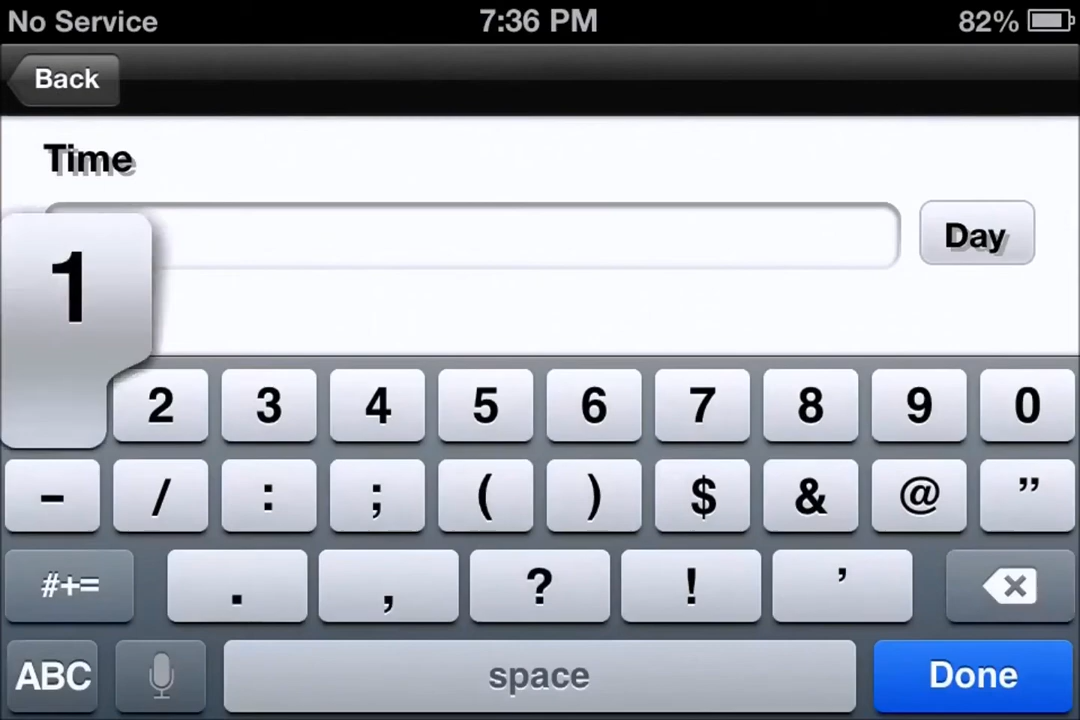 No Service 7:36 PM 82%
Back
Time
Day
1 2 3 4 5 6 7 8 9 0
- / : ; ( ) $ & @ ”
#+= . , ? ! ’
ABC space Done